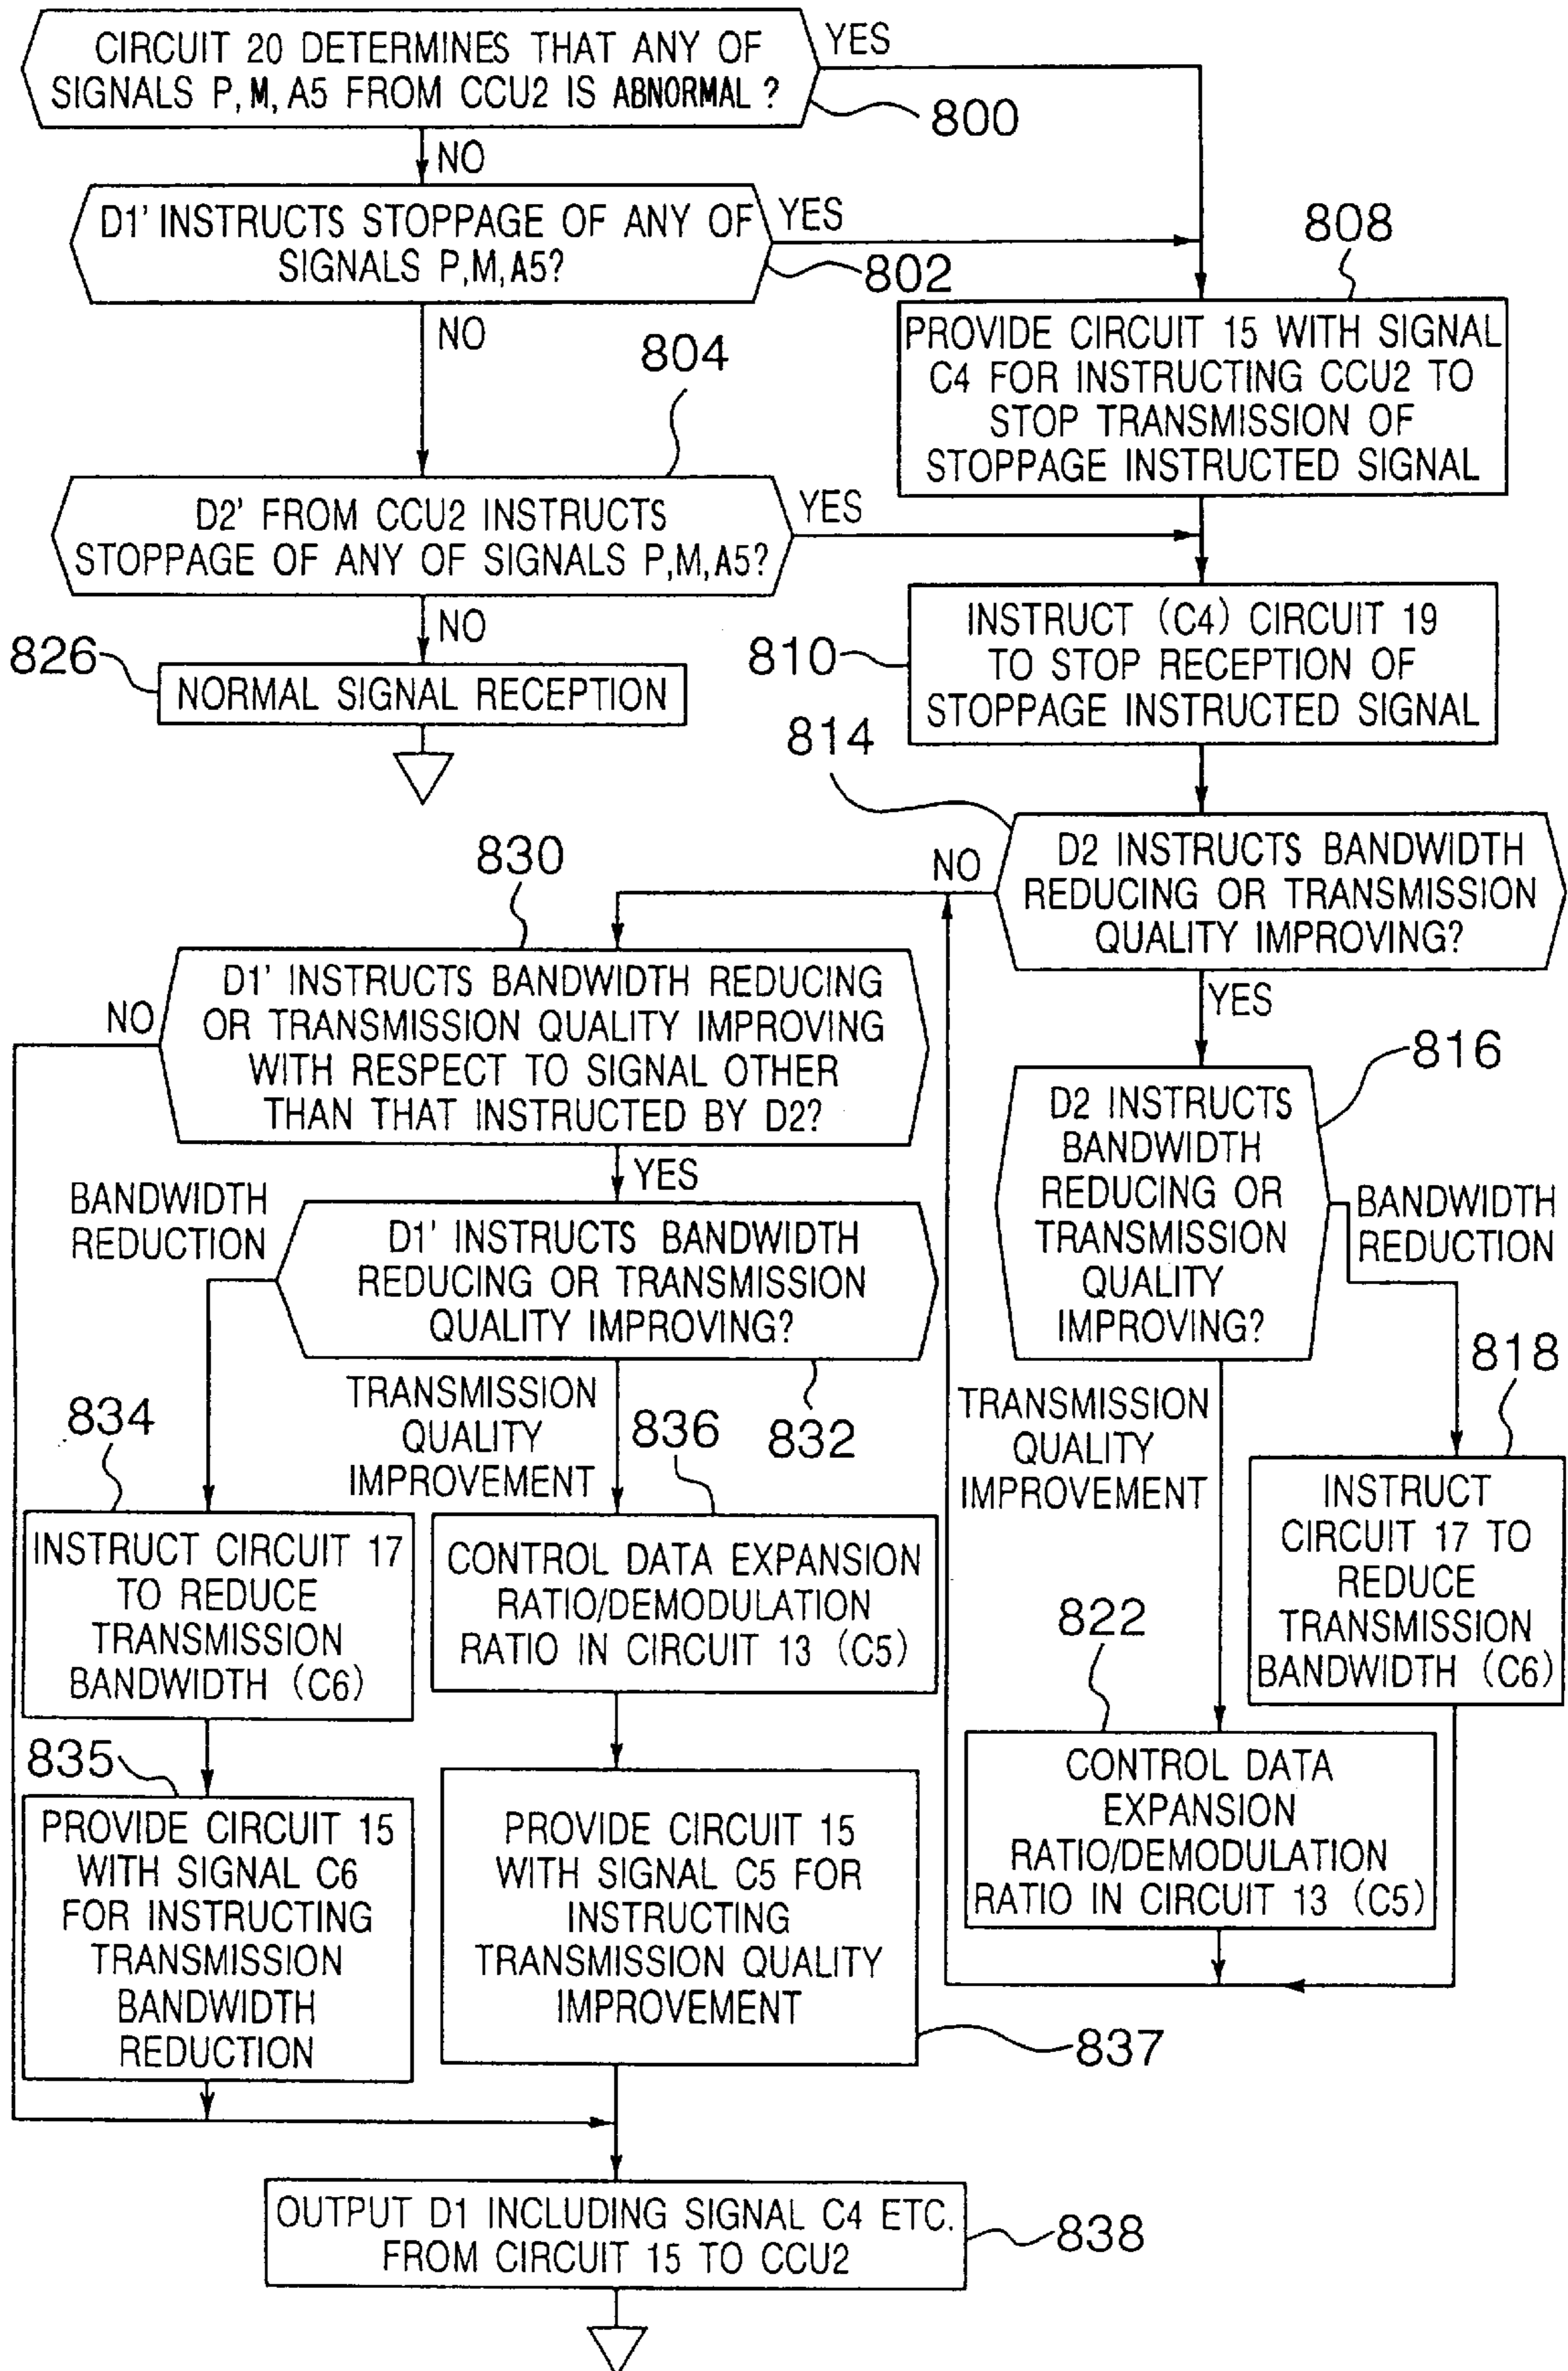 CIRCUIT 20 DETERMINES THAT ANY OF
SIGNALS P, M, A5 FROM CCU2 IS ABNORMAL ?
YES
800
NO
D1' INSTRUCTS STOPPAGE OF ANY OF
SIGNALS P,M,A5?
YES
802
NO
808
PROVIDE CIRCUIT 15 WITH SIGNAL
C4 FOR INSTRUCTING CCU2 TO
STOP TRANSMISSION OF
STOPPAGE INSTRUCTED SIGNAL
804
D2' FROM CCU2 INSTRUCTS
STOPPAGE OF ANY OF SIGNALS P,M,A5?
YES
NO
826
NORMAL SIGNAL RECEPTION
810
INSTRUCT (C4) CIRCUIT 19
TO STOP RECEPTION OF
STOPPAGE INSTRUCTED SIGNAL
814
D2 INSTRUCTS BANDWIDTH
REDUCING OR TRANSMISSION
QUALITY IMPROVING?
NO
YES
830
D1' INSTRUCTS BANDWIDTH REDUCING
OR TRANSMISSION QUALITY IMPROVING
WITH RESPECT TO SIGNAL OTHER
THAN THAT INSTRUCTED BY D2?
NO
YES
816
D2 INSTRUCTS
BANDWIDTH
REDUCING OR
TRANSMISSION
QUALITY
IMPROVING?
BANDWIDTH
REDUCTION
BANDWIDTH
REDUCTION
D1' INSTRUCTS BANDWIDTH
REDUCING OR TRANSMISSION
QUALITY IMPROVING?
832
TRANSMISSION
QUALITY
IMPROVEMENT
TRANSMISSION
QUALITY
IMPROVEMENT
818
INSTRUCT
CIRCUIT 17 TO
REDUCE
TRANSMISSION
BANDWIDTH (C6)
834
INSTRUCT CIRCUIT 17
TO REDUCE
TRANSMISSION
BANDWIDTH (C6)
836
CONTROL DATA EXPANSION
RATIO/DEMODULATION
RATIO IN CIRCUIT 13 (C5)
822
CONTROL DATA
EXPANSION
RATIO/DEMODULATION
RATIO IN CIRCUIT 13 (C5)
835
PROVIDE CIRCUIT 15
WITH SIGNAL C6
FOR INSTRUCTING
TRANSMISSION
BANDWIDTH
REDUCTION
PROVIDE CIRCUIT 15
WITH SIGNAL C5 FOR
INSTRUCTING
TRANSMISSION QUALITY
IMPROVEMENT
837
OUTPUT D1 INCLUDING SIGNAL C4 ETC.
FROM CIRCUIT 15 TO CCU2
838